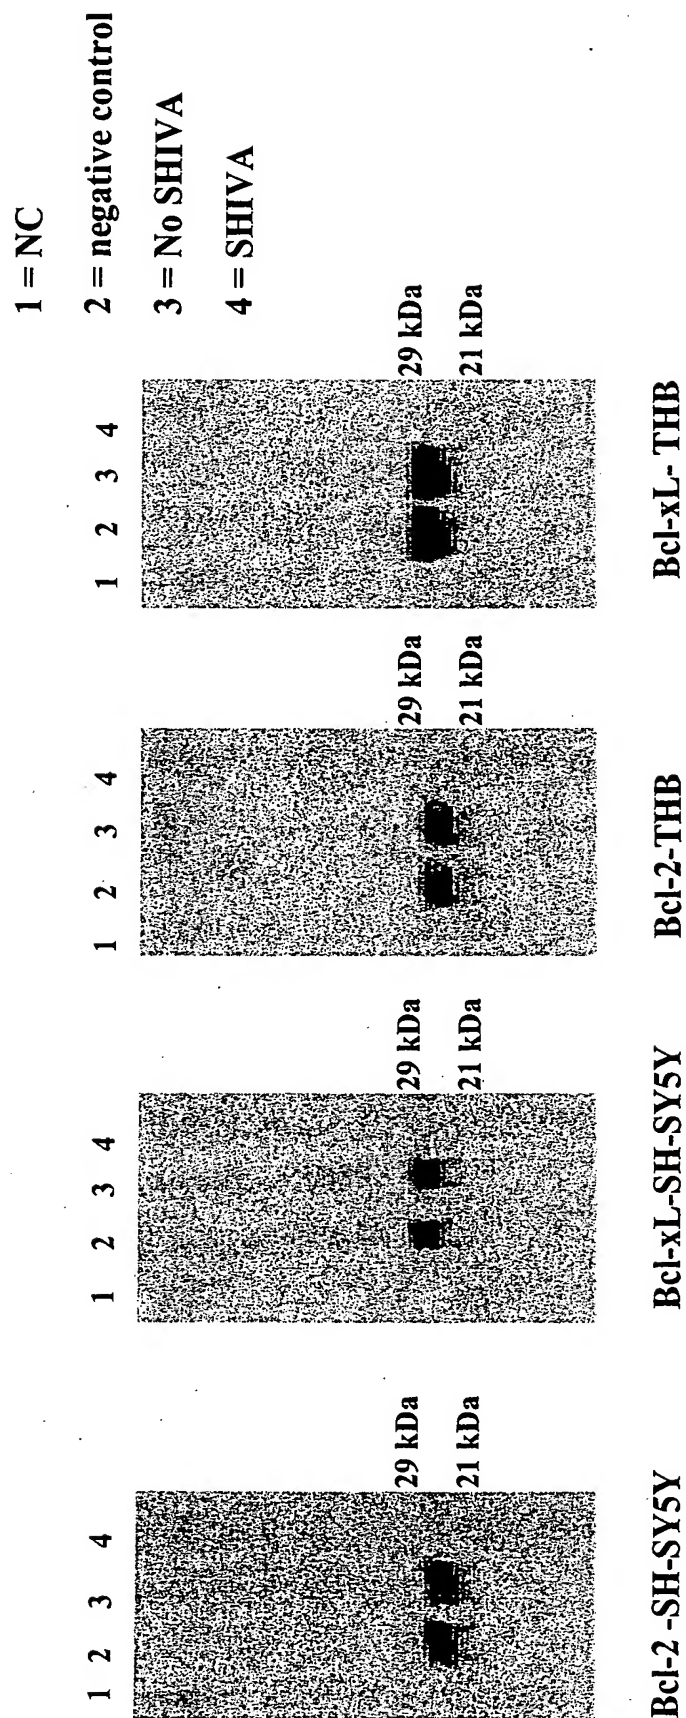 1 = NC
2 = negative control
3 = No SHIVA
4 = SHIVA
1 2 3 4
29 kDa
21 kDa
Bcl-2 -SH-SY5Y
1 2 3 4
29 kDa
21 kDa
Bcl-xL-SH-SY5Y
1 2 3 4
29 kDa
21 kDa
Bcl-2-THB
1 2 3 4
29 kDa
21 kDa
Bcl-xL- THB